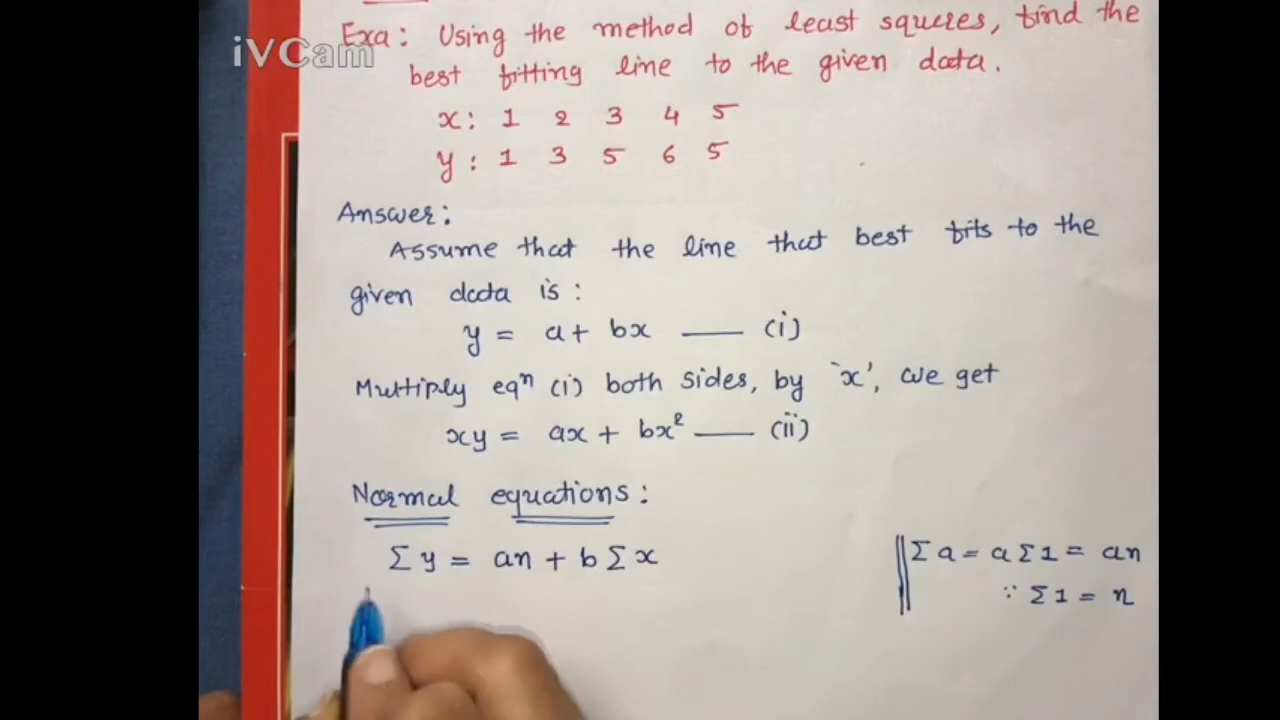 iVCam
Exa: Using the method of least squeres, find the
best fitting line to the given data.
x: 1 2 3 4 5
y: 1 3 5 6 5
Answer:
Assume that the line that best fits to the
given data is:
y = a + bx —— (i)
Multiply eqⁿ (i) both sides, by 'x', we get
xy = ax + bx² —— (ii)
Normal equations:
Σy = an + bΣx
Σa = aΣ1 = an
∵ Σ1 = n